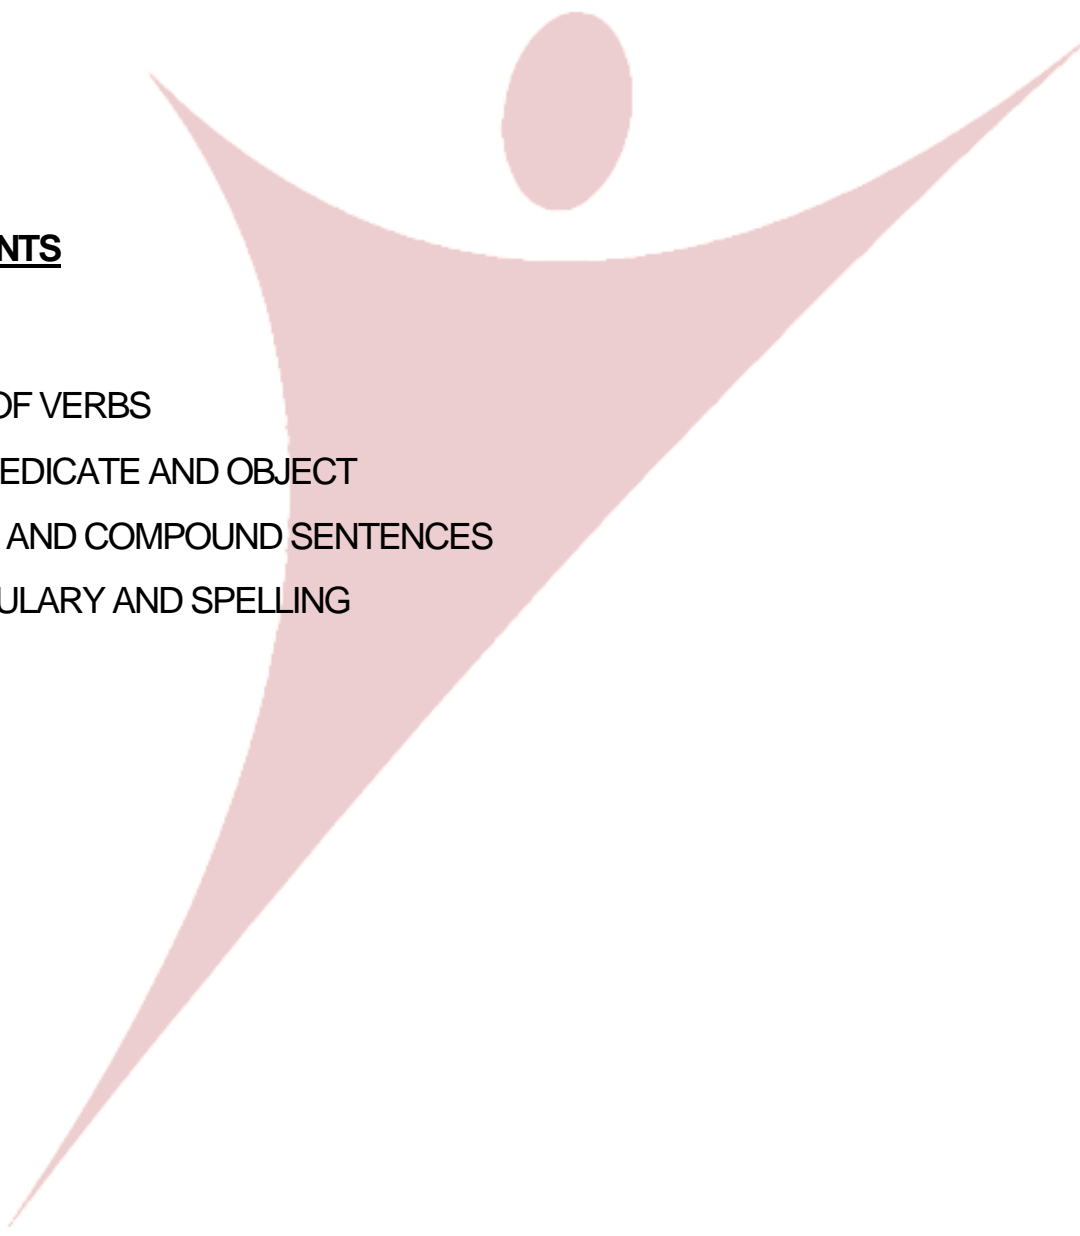 NTS
OF VERBS
EDICATE AND OBJECT
AND COMPOUND SENTENCES
ULARY AND SPELLING